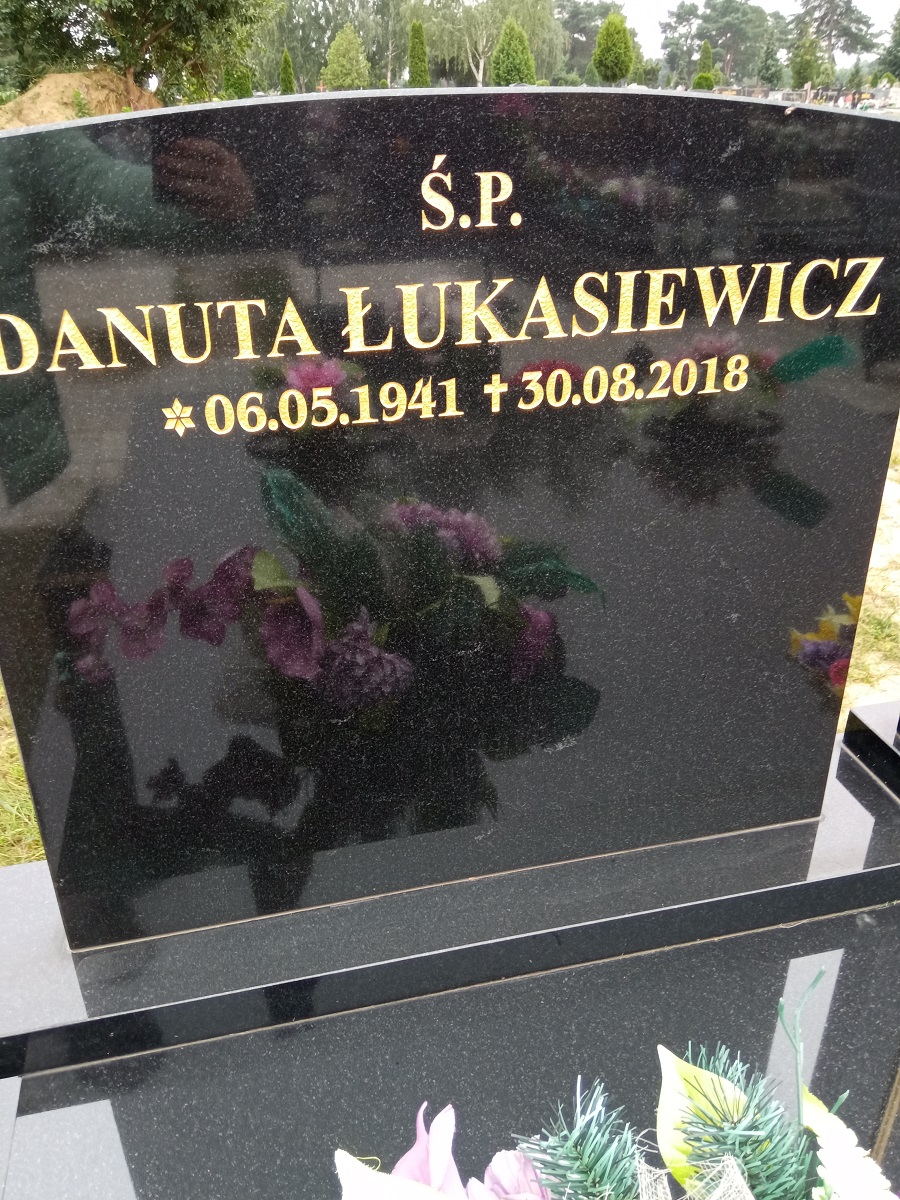 Ś.P.
DANUTA ŁUKASIEWICZ
*06.05.1941 ✝30.08.2018